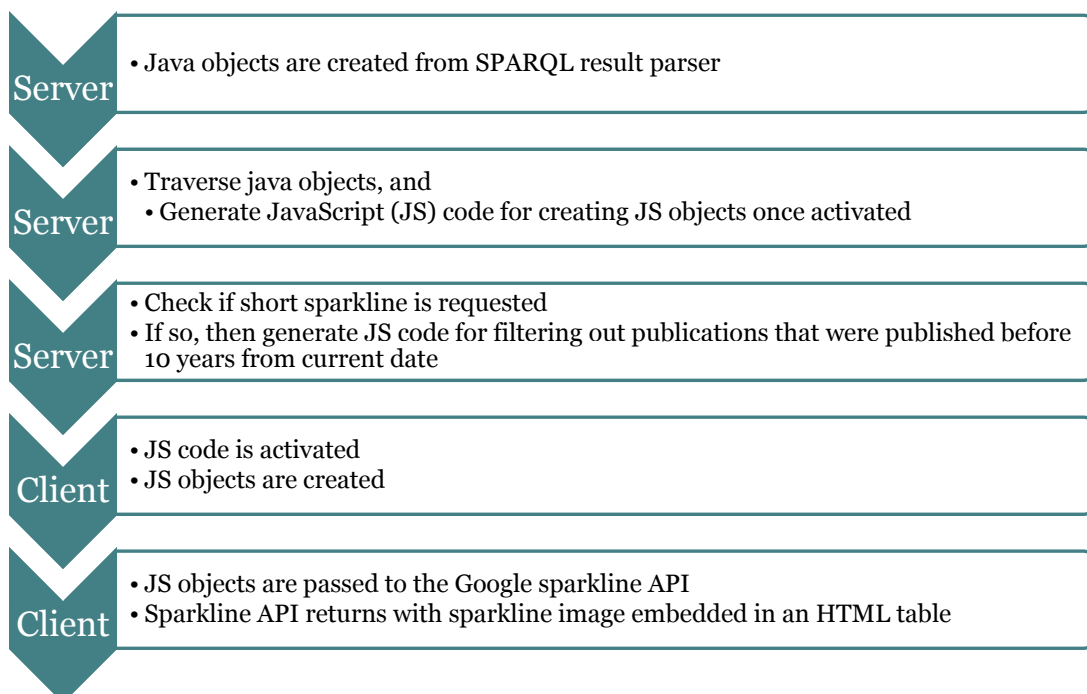 Server
• Java objects are created from SPARQL result parser
Server
• Traverse java objects, and
• Generate JavaScript (JS) code for creating JS objects once activated
Server
• Check if short sparkline is requested
• If so, then generate JS code for filtering out publications that were published before
10 years from current date
Client
• JS code is activated
• JS objects are created
Client
• JS objects are passed to the Google sparkline API
• Sparkline API returns with sparkline image embedded in an HTML table